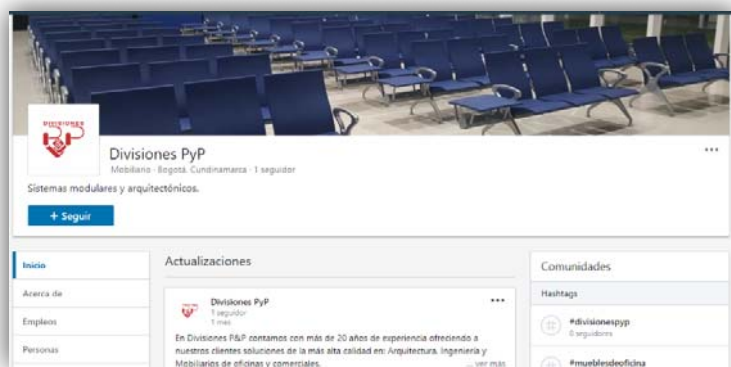 DIVISIONES
Divisiones PyP
Mobiliario · Bogotá, Cundinamarca · 1 seguidor
Sistemas modulares y arquitectónicos.
+ Seguir
Inicio
Acerca de
Empleos
Personas
Actualizaciones
Divisiones PyP
1 seguidor
1 mes
En Divisiones P&P contamos con más de 20 años de experiencia ofreciendo a
nuestros clientes soluciones de la más alta calidad en: Arquitectura, Ingeniería y
Mobiliarios de oficinas y comerciales.
... ver más
Comunidades
Hashtags
#divisionespyp
0 seguidores
#mueblesdeoficina